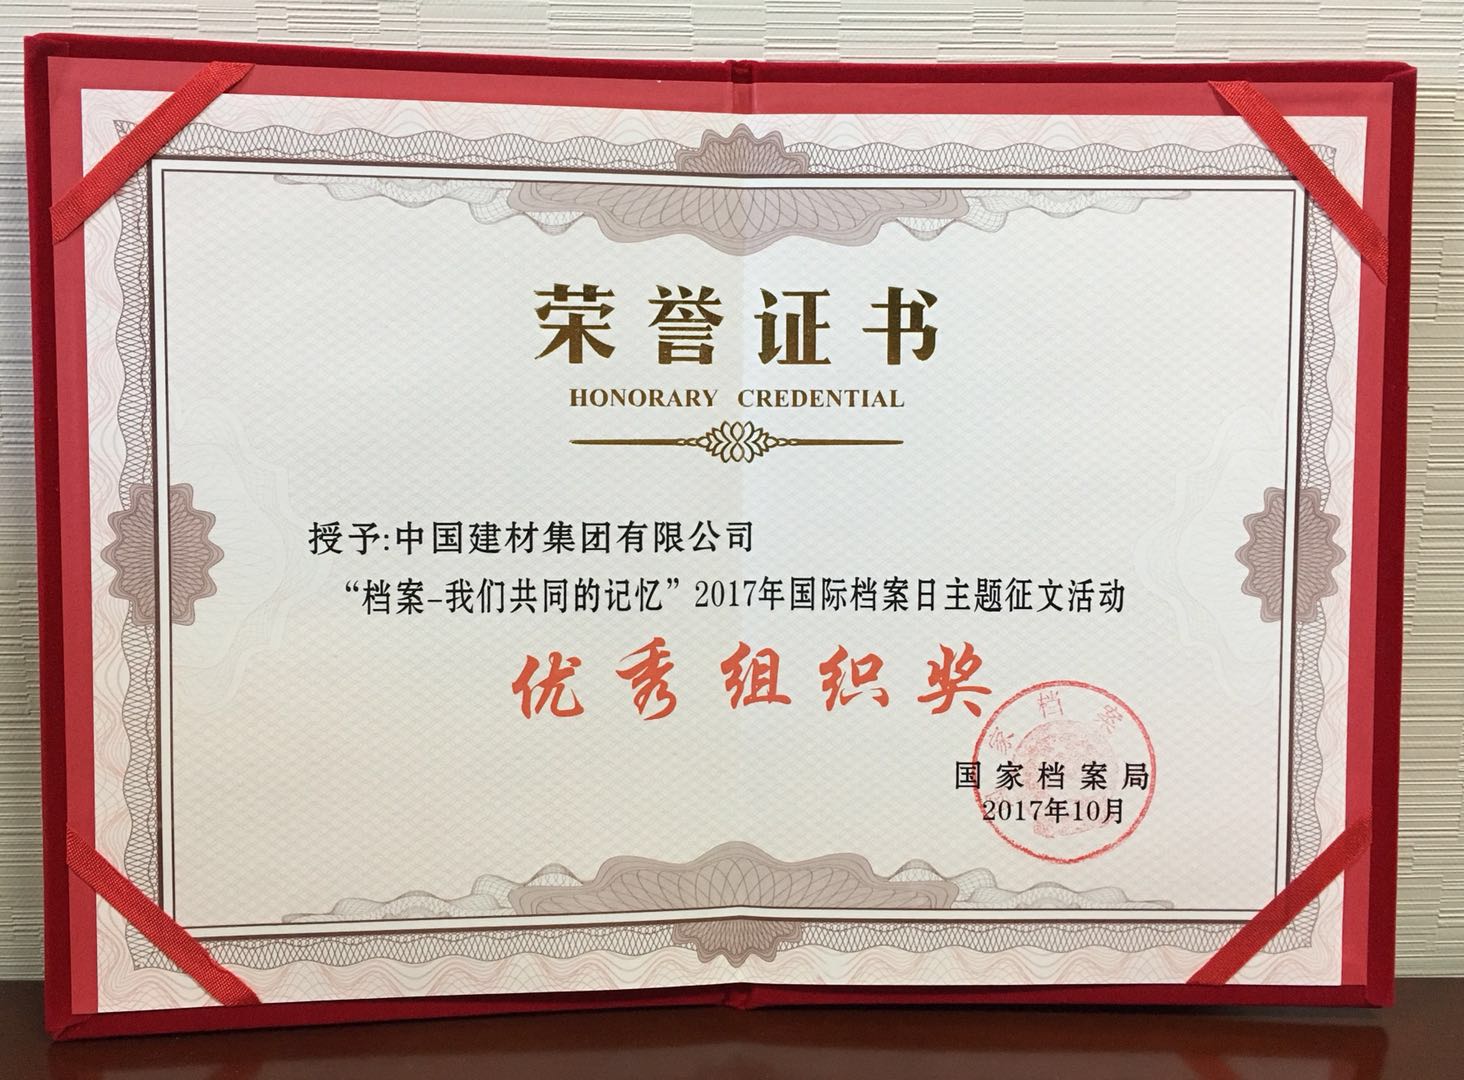 荣誉证书
HONORARY CREDENTIAL
授予:中国建材集团有限公司
“档案-我们共同的记忆”2017年国际档案日主题征文活动
优秀组织奖
国家档案局
2017年10月
家档案